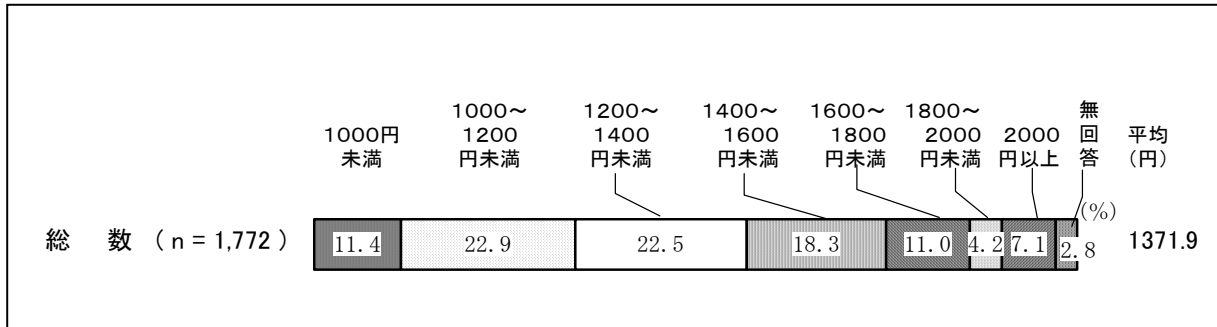 1000円
未満
1000～
1200
円未満
1200～
1400
円未満
1400～
1600
円未満
1600～
1800
円未満
1800～
2000
円未満
2000
円以上
無回答
平均
(円)
(%)
総　数 （ n = 1,772 ） 11.4 22.9 22.5 18.3 11.0 4.2 7.1 2.8 1371.9